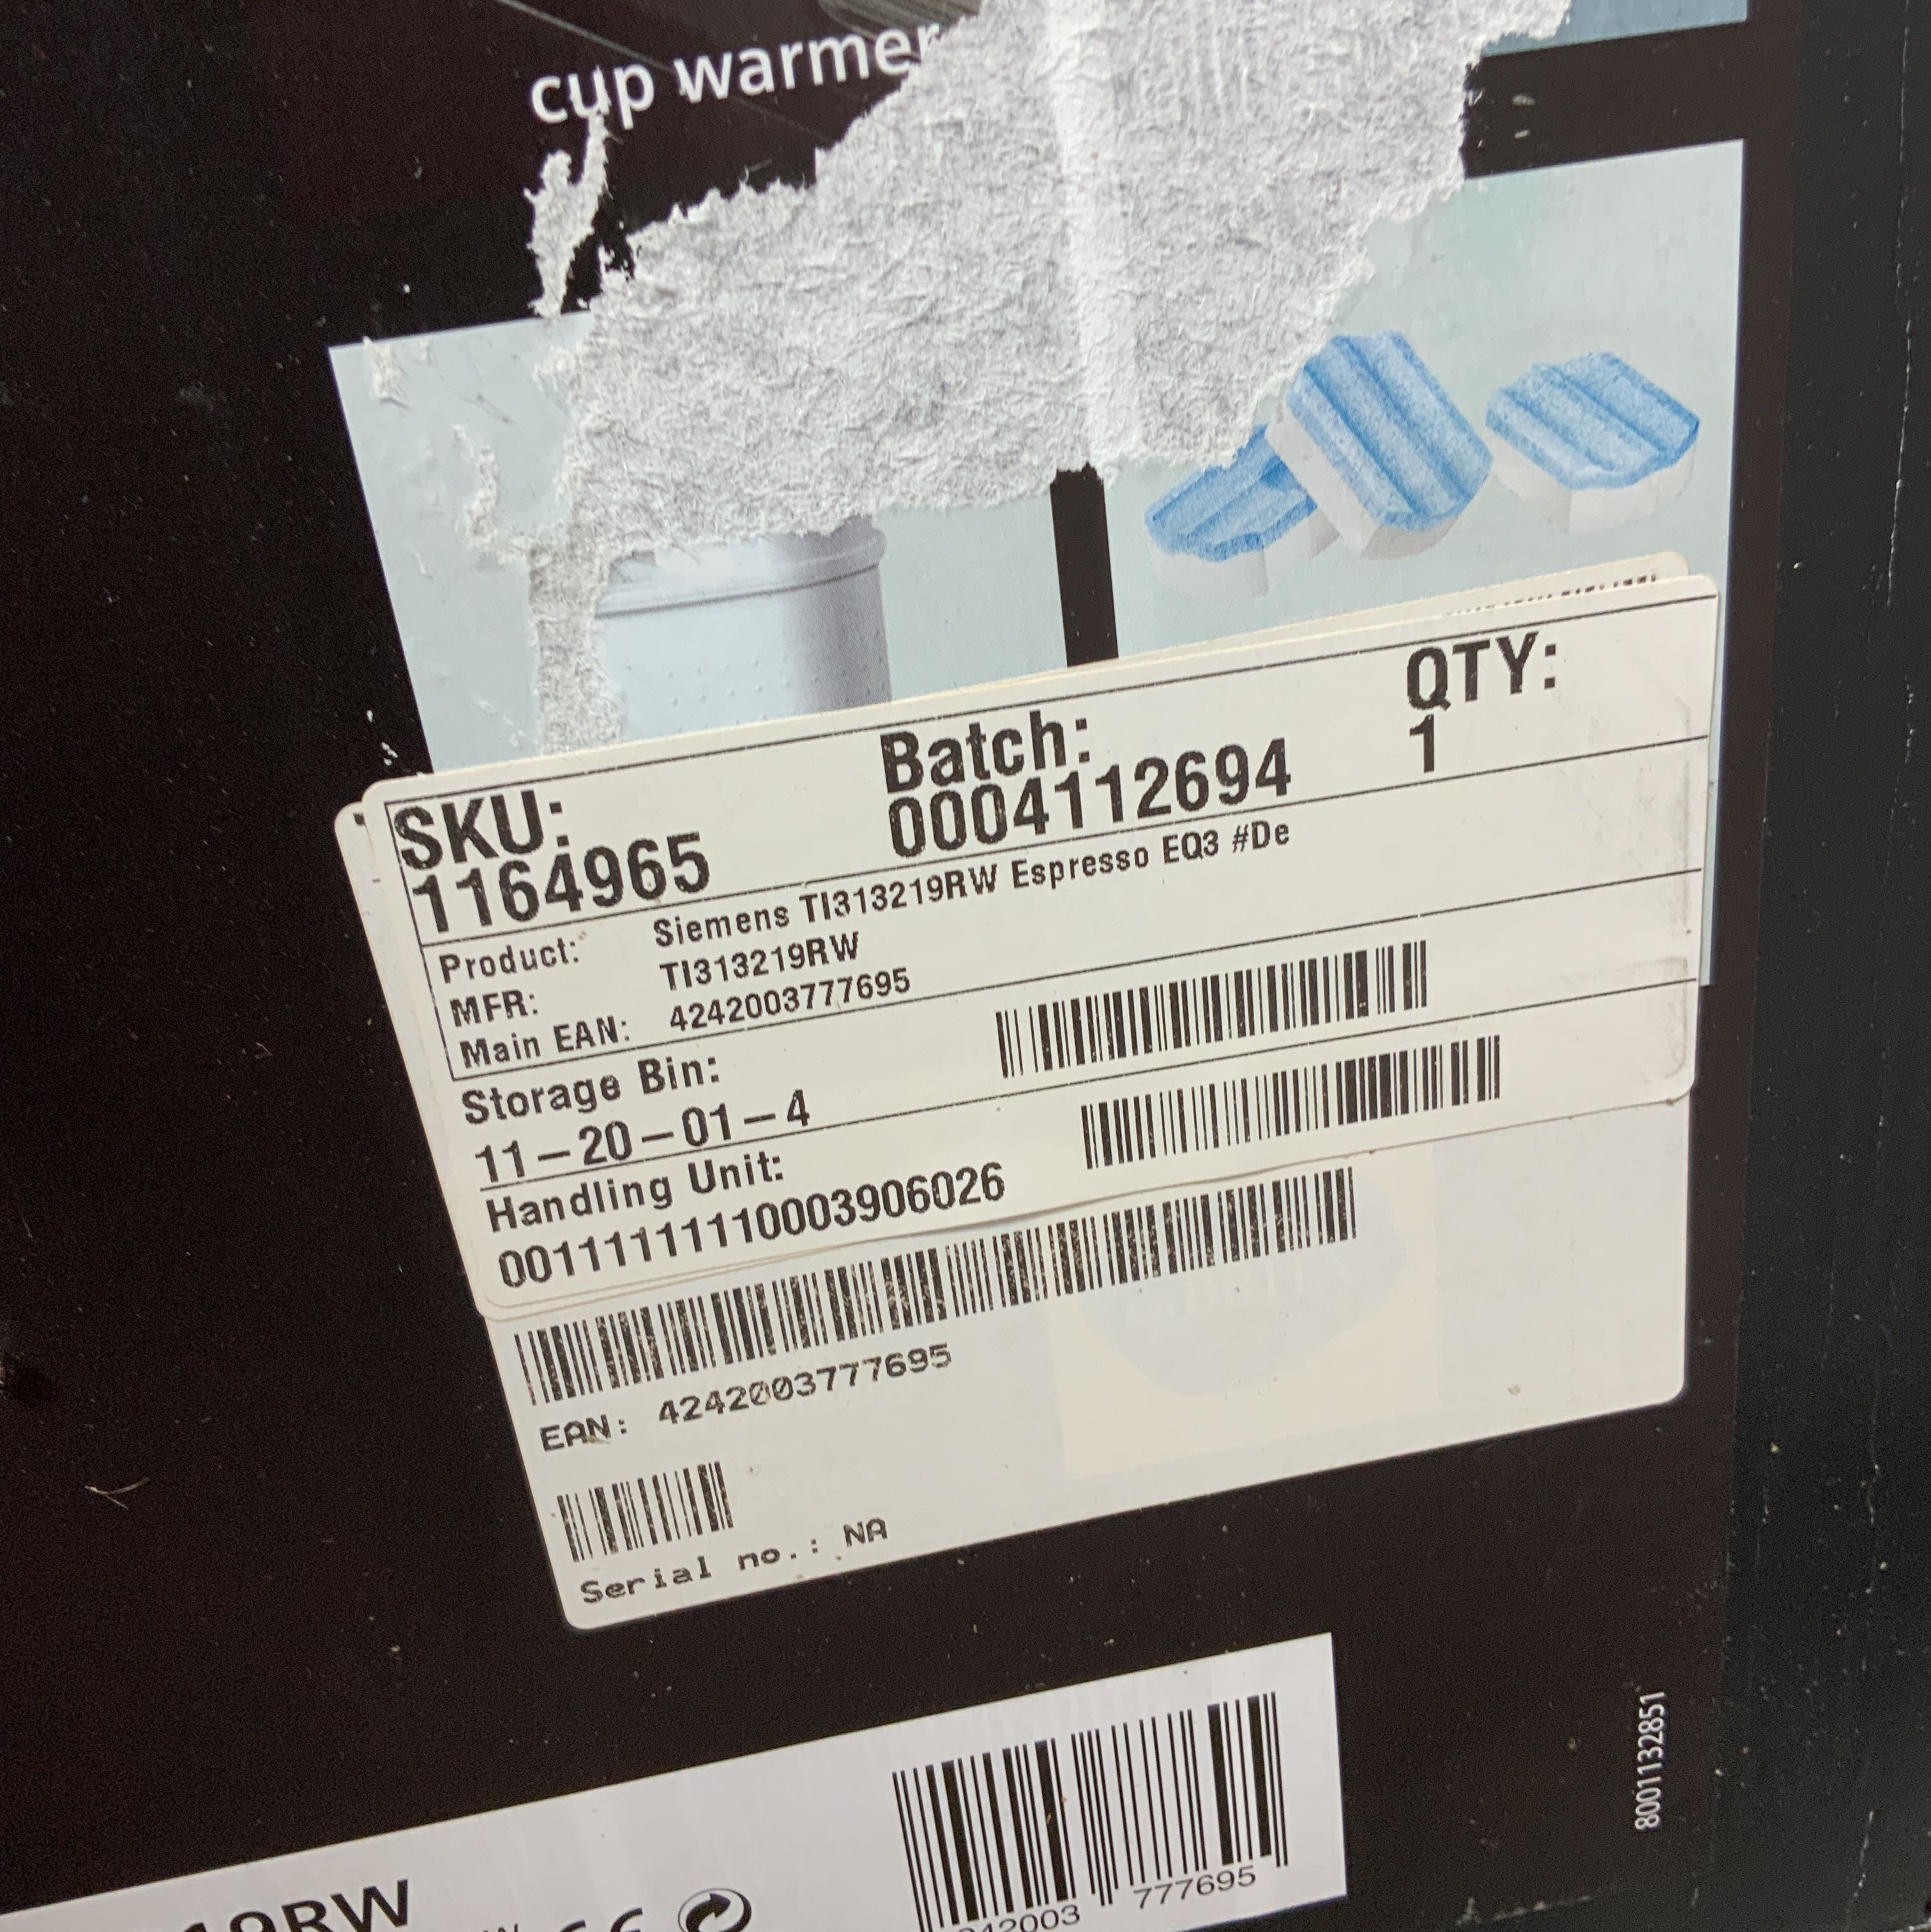 cup warmer
SKU: Batch: QTY:
1164965 0004112694 1
Product: Siemens TI313219RW Espresso EQ3 #De
MFR: TI313219RW
Main EAN: 4242003777695
Storage Bin:
11-20-01-4
Handling Unit:
00111111110003906026
EAN: 4242003777695
Serial no.: NA
19RW
777695
8001132851